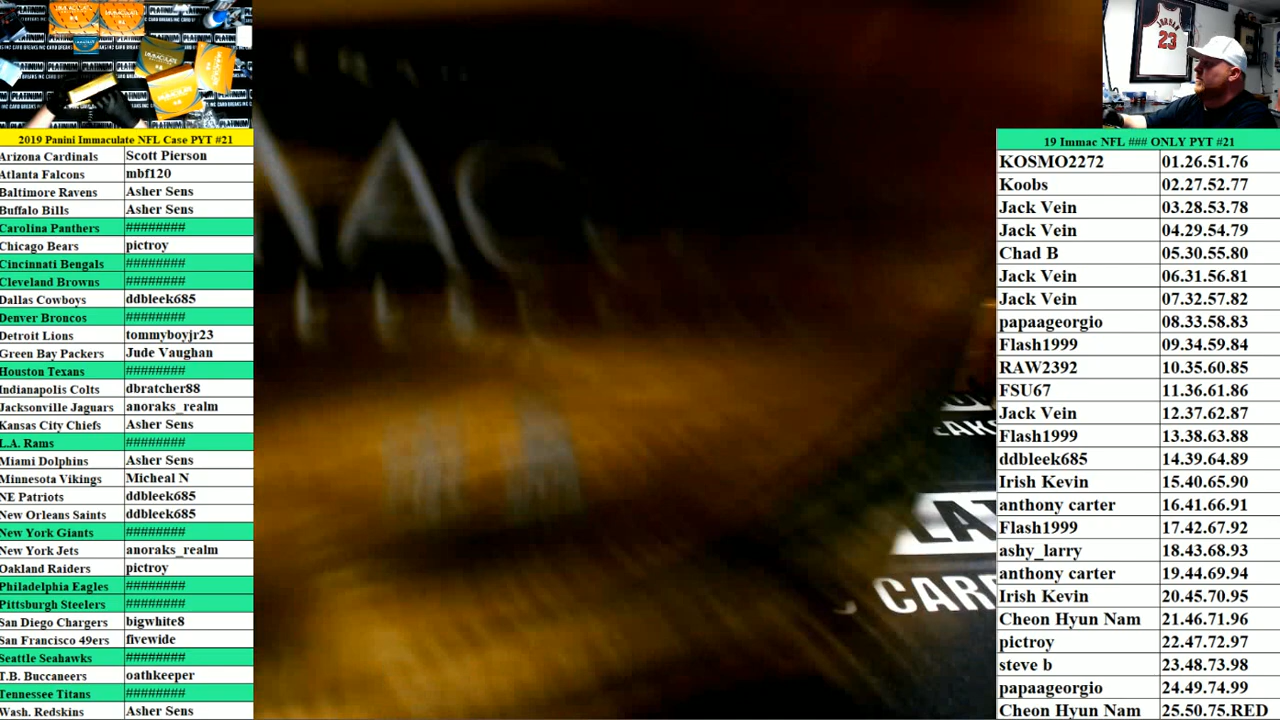 PLATINUM
JORDAN
23
2019 Panini Immaculate NFL Case PYT #21
Arizona Cardinals Scott Pierson
Atlanta Falcons mbf120
Baltimore Ravens Asher Sens
Buffalo Bills Asher Sens
Carolina Panthers ########
Chicago Bears pictroy
Cincinnati Bengals ########
Cleveland Browns ########
Dallas Cowboys ddbleek685
Denver Broncos ########
Detroit Lions tommyboyjr23
Green Bay Packers Jude Vaughan
Houston Texans ########
Indianapolis Colts dbratcher88
Jacksonville Jaguars anoraks_realm
Kansas City Chiefs Asher Sens
L.A. Rams ########
Miami Dolphins Asher Sens
Minnesota Vikings Micheal N
NE Patriots ddbleek685
New Orleans Saints ddbleek685
New York Giants ########
New York Jets anoraks_realm
Oakland Raiders pictroy
Philadelphia Eagles ########
Pittsburgh Steelers ########
San Diego Chargers bigwhite8
San Francisco 49ers fivewide
Seattle Seahawks ########
T.B. Buccaneers oathkeeper
Tennessee Titans ########
Wash. Redskins Asher Sens
19 Immac NFL ### ONLY PYT #21
KOSMO2272 01.26.51.76
Koobs 02.27.52.77
Jack Vein 03.28.53.78
Jack Vein 04.29.54.79
Chad B 05.30.55.80
Jack Vein 06.31.56.81
Jack Vein 07.32.57.82
papaageorgio 08.33.58.83
Flash1999 09.34.59.84
RAW2392 10.35.60.85
FSU67 11.36.61.86
Jack Vein 12.37.62.87
Flash1999 13.38.63.88
ddbleek685 14.39.64.89
Irish Kevin 15.40.65.90
anthony carter 16.41.66.91
Flash1999 17.42.67.92
ashy_larry 18.43.68.93
anthony carter 19.44.69.94
Irish Kevin 20.45.70.95
Cheon Hyun Nam 21.46.71.96
pictroy 22.47.72.97
steve b 23.48.73.98
papaageorgio 24.49.74.99
Cheon Hyun Nam 25.50.75.RED